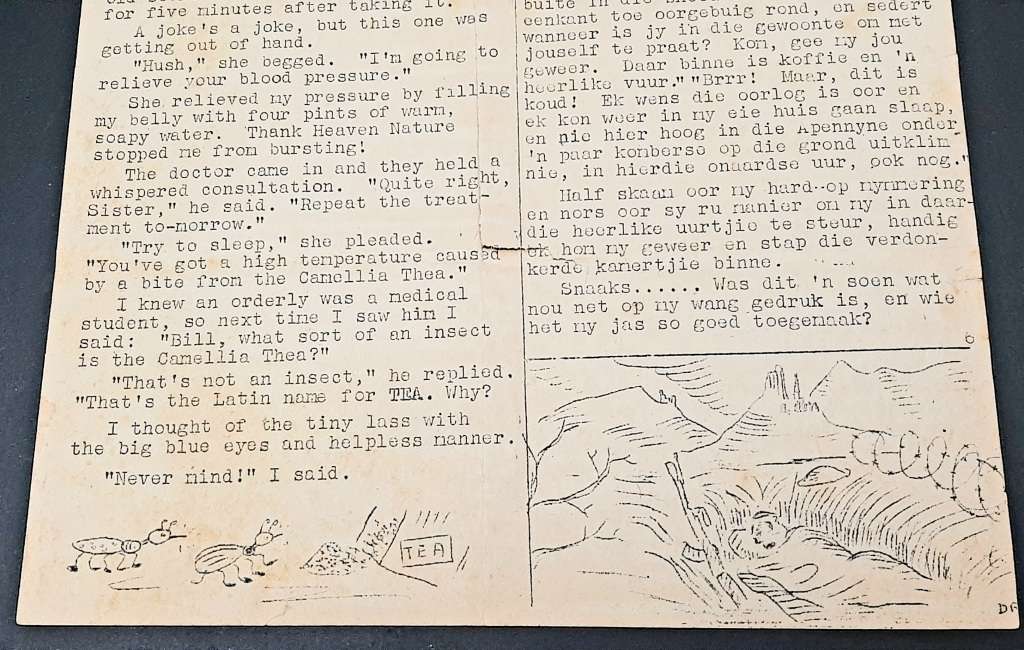 for five minutes after taking it.
A joke's a joke, but this one was
getting out of hand.
"Hush," she begged. "I'm going to
relieve your blood pressure."
She relieved my pressure by filling
my belly with four pints of warm,
soapy water. Thank Heaven Nature
stopped me from bursting!
The doctor came in and they held a
whispered consultation. "Quite right,
Sister," he said. "Repeat the treat-
ment to-morrow."
"Try to sleep," she pleaded.
"You've got a high temperature caused
by a bite from the Camellia Thea."
I knew an orderly was a medical
student, so next time I saw him I
said: "Bill, what sort of an insect
is the Camellia Thea?"
"That's not an insect," he replied.
"That's the Latin name for TEA. Why?
I thought of the tiny lass with
the big blue eyes and helpless manner.
"Never mind!" I said.
TEA
eenkant toe oorgebuig rond, en sedert
wanneer is jy in die gewoonte om met
jouself te praat? Kom, gee my jou
geweer. Daar binne is koffie en 'n
heerlike vuur." "Brrr! Maar, dit is
koud! Ek wens die oorlog is oor en
ek kon weer in my eie huis gaan slaap,
en nie hier hoog in die Apennyne onder
'n paar komberse op die grond uitklim
nie, in hierdie onaardse uur, ook nog."
Half skaam oor my hard-op mymering
en nors oor sy ru manier om my in daar-
die heerlike uurtjie te steur, handig
ek hom my geweer en stap die verdon-
kerde kamertjie binne.
Snaaks...... Was dit 'n soen wat
nou net op my wang gedruk is, en wie
het my jas so goed toegemaak?